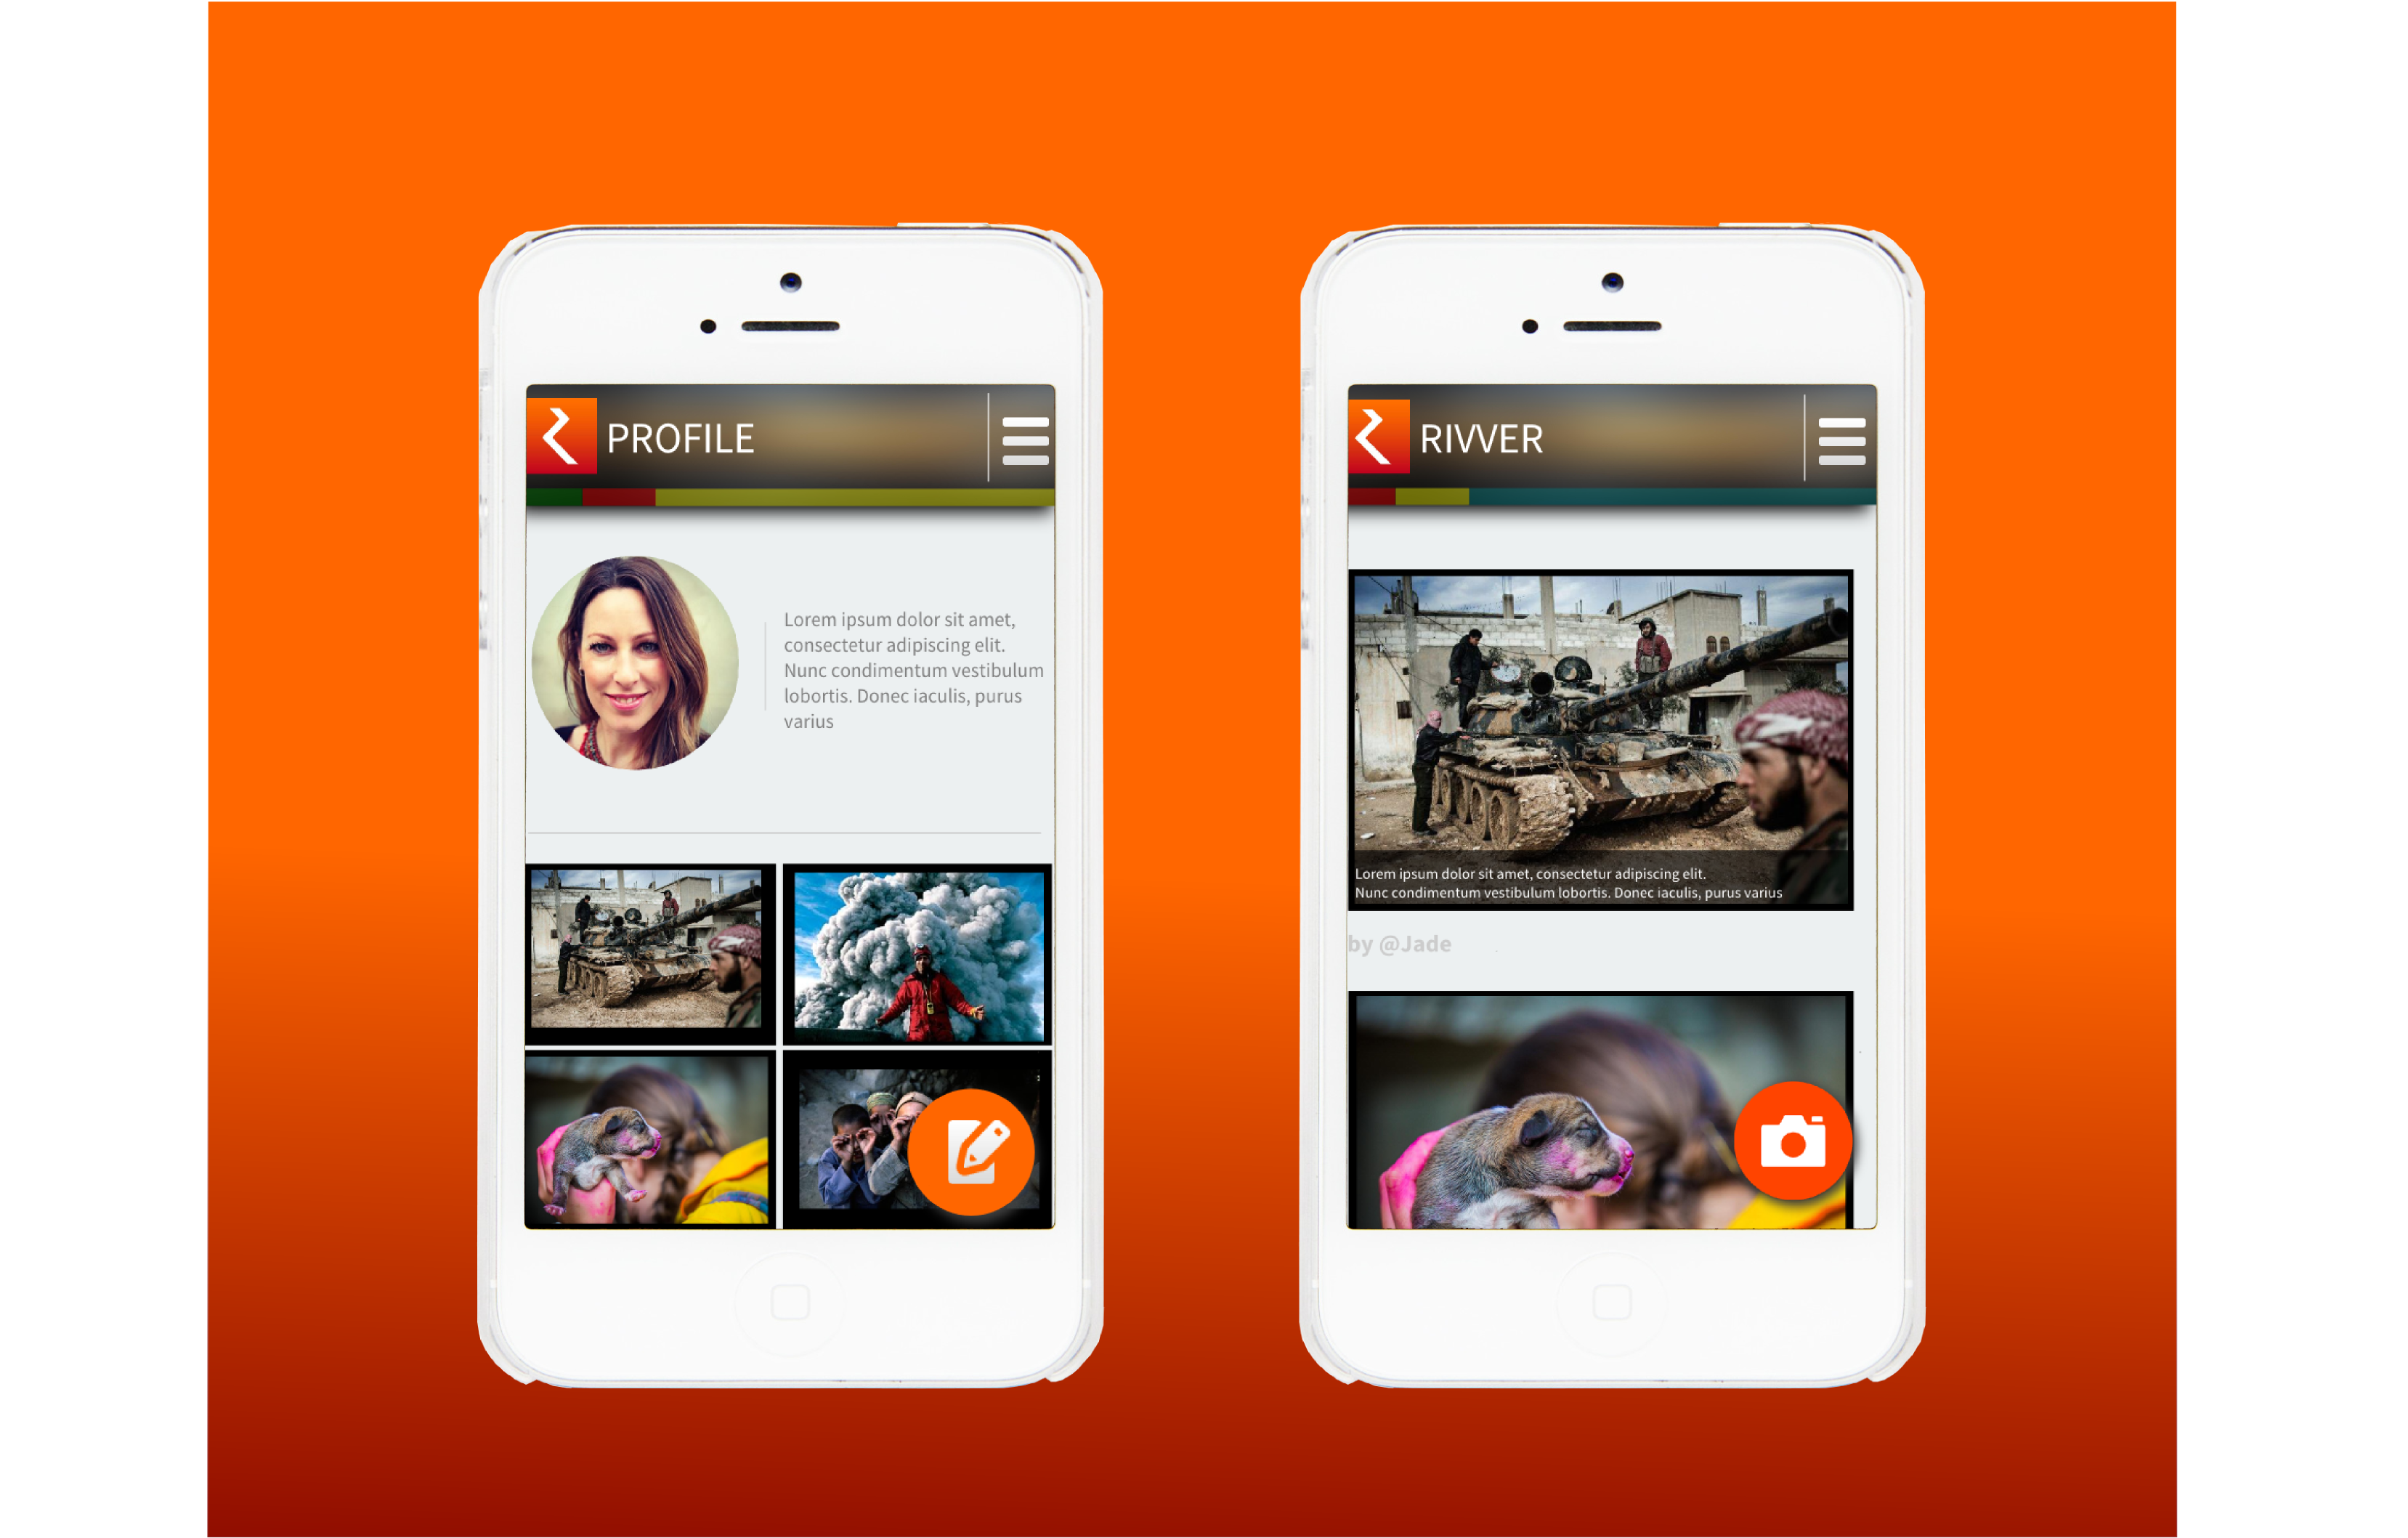 PROFILE
Lorem ipsum dolor sit amet,
consectetur adipiscing elit.
Nunc condimentum vestibulum
lobortis. Donec iaculis, purus
varius
RIVVER
Lorem ipsum dolor sit amet, consectetur adipiscing elit.
Nunc condimentum vestibulum lobortis. Donec iaculis, purus varius
by @Jade